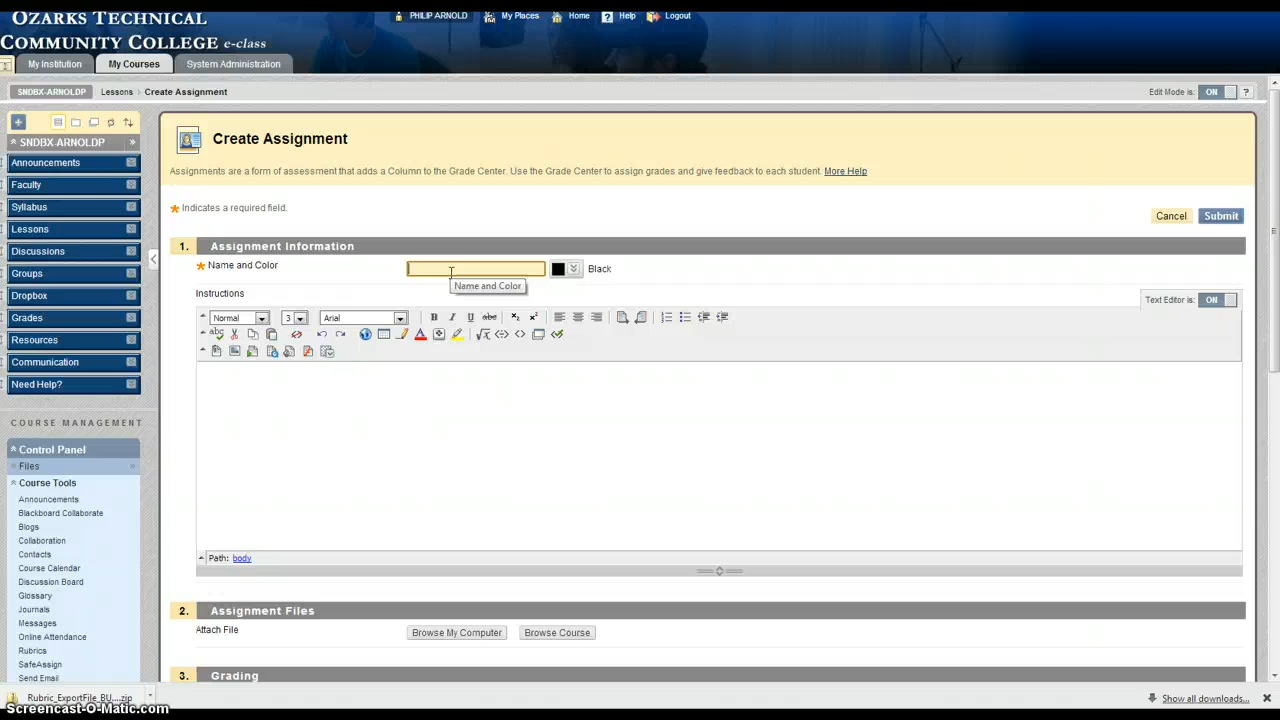 OZARKS TECHNICAL
COMMUNITY COLLEGE e-class
PHILIP ARNOLD My Places Home Help Logout
My Institution My Courses System Administration
SNDBX-ARNOLDP Lessons > Create Assignment Edit Mode is: ON ?
SNDBX-ARNOLDP
Announcements
Faculty
Syllabus
Lessons
Discussions
Groups
Dropbox
Grades
Resources
Communication
Need Help?
COURSE MANAGEMENT
Control Panel
Files
Course Tools
Announcements
Blackboard Collaborate
Blogs
Collaboration
Contacts
Course Calendar
Discussion Board
Glossary
Journals
Messages
Online Attendance
Rubrics
SafeAssign
Send Email
Create Assignment
Assignments are a form of assessment that adds a Column to the Grade Center. Use the Grade Center to assign grades and give feedback to each student. More Help
Indicates a required field.
Cancel Submit
1. Assignment Information
Name and Color Black
Name and Color
Instructions
Text Editor is: ON
Normal 3 Arial B I U abc x₂ x²
abc
Path: body
2. Assignment Files
Attach File Browse My Computer Browse Course
3. Grading
Rubric_ExportFile_BU....zip Show all downloads...
Screencast-O-Matic.com